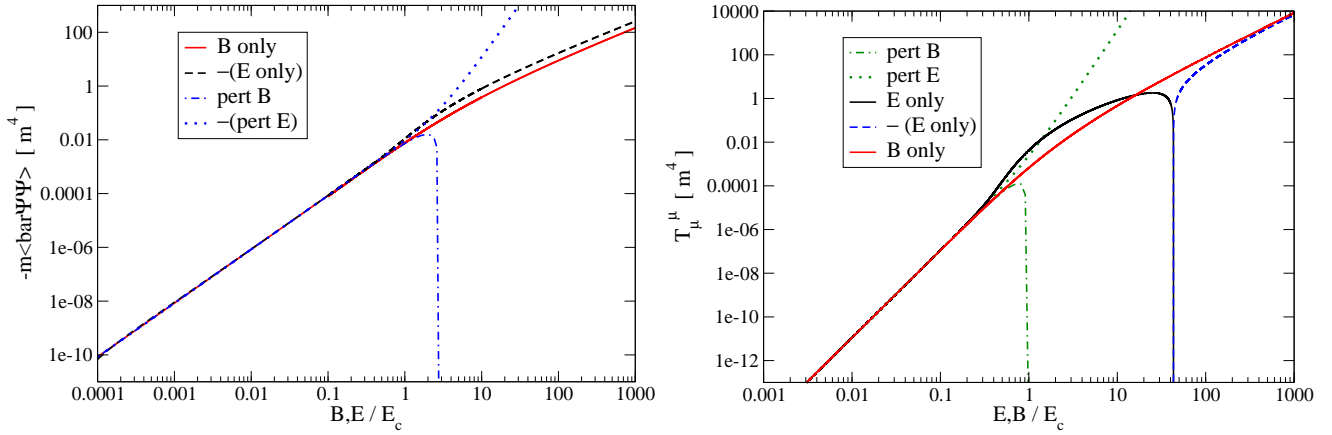 100
1
0.01
0.0001
1e-06
1e-08
1e-10
-m<barΨΨ> [ m⁴ ]
B only
−(E only)
pert B
−(pert E)
0.0001 0.001 0.01 0.1 1 10 100 1000
B,E / E_c
10000
100
1
0.01
0.0001
1e-06
1e-08
1e-10
1e-12
T_μ^μ [ m⁴ ]
pert B
pert E
E only
− (E only)
B only
0.001 0.01 0.1 1 10 100 1000
E,B / E_c